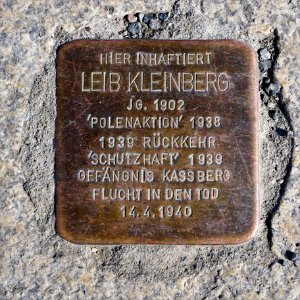 HIER INHAFTIERT
LEIB KLEINBERG
JG. 1902
'POLENAKTION' 1938
1939 RÜCKKEHR
'SCHUTZHAFT' 1939
GEFÄNGNIS KASSBERG
FLUCHT IN DEN TOD
14.4.1940